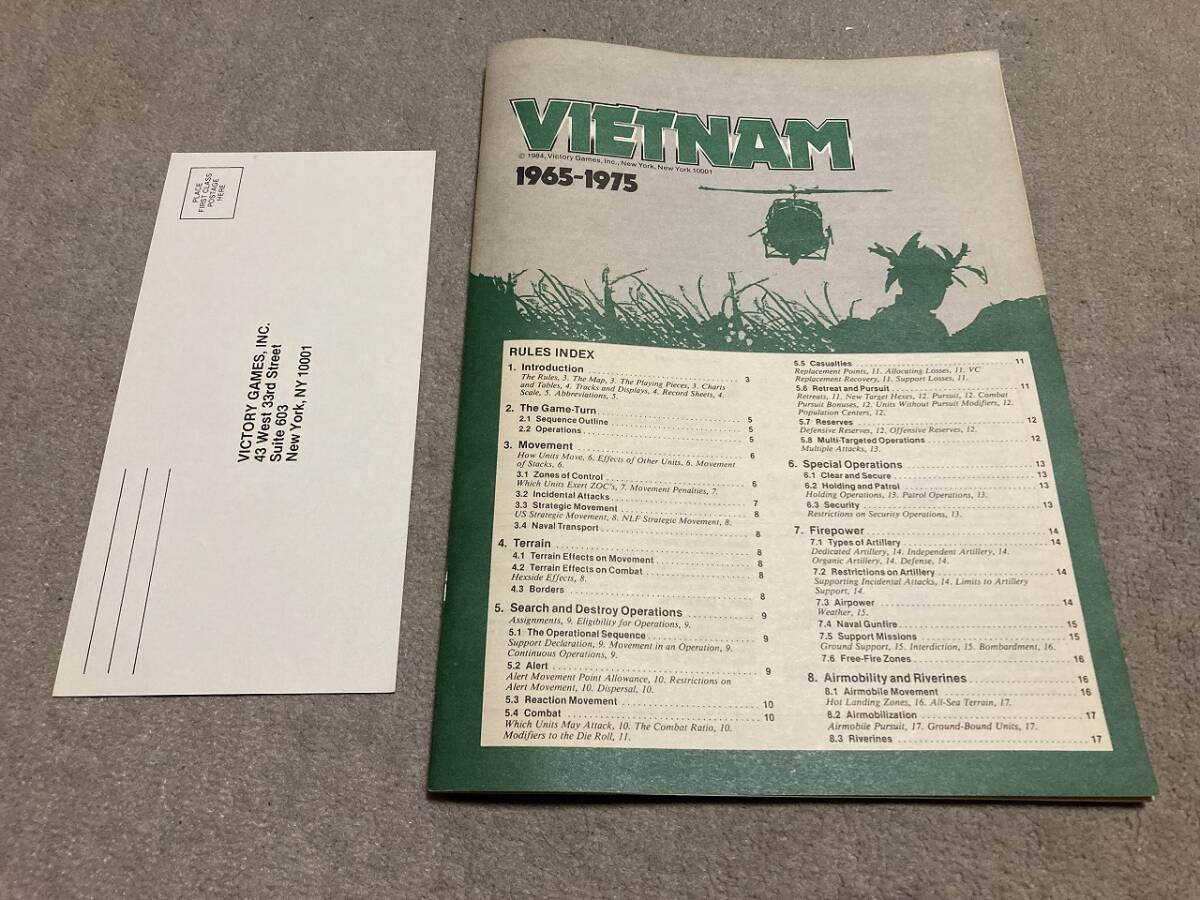 PLACE
FIRST CLASS
POSTAGE
HERE
VICTORY GAMES, INC.
43 West 33rd Street
Suite 603
New York, NY 10001
VIETNAM
© 1984, Victory Games, Inc., New York, New York 10001
1965-1975
RULES INDEX
1. Introduction 3
The Rules, 3. The Map, 3. The Playing Pieces, 3. Charts
and Tables, 4. Tracks and Displays, 4. Record Sheets, 4.
Scale, 5. Abbreviations, 5.
2. The Game-Turn 5
2.1 Sequence Outline 5
2.2 Operations 5
3. Movement 6
How Units Move, 6. Effects of Other Units, 6. Movement
of Stacks, 6.
3.1 Zones of Control 6
Which Units Exert ZOC's, 7. Movement Penalties, 7.
3.2 Incidental Attacks 7
3.3 Strategic Movement 8
US Strategic Movement, 8. NLF Strategic Movement, 8.
3.4 Naval Transport 8
4. Terrain 8
4.1 Terrain Effects on Movement 8
4.2 Terrain Effects on Combat 8
Hexside Effects, 8.
4.3 Borders 8
5. Search and Destroy Operations 9
Assignments, 9. Eligibility for Operations, 9.
5.1 The Operational Sequence 9
Support Declaration, 9. Movement in an Operation, 9.
Continuous Operations, 9.
5.2 Alert 9
Alert Movement Point Allowance, 10. Restrictions on
Alert Movement, 10. Dispersal, 10.
5.3 Reaction Movement 10
5.4 Combat 10
Which Units May Attack, 10. The Combat Ratio, 10.
Modifiers to the Die Roll, 11.
5.5 Casualties 11
Replacement Points, 11. Allocating Losses, 11. VC
Replacement Recovery, 11. Support Losses, 11.
5.6 Retreat and Pursuit 11
Retreats, 11. New Target Hexes, 12. Pursuit, 12. Combat
Pursuit Bonuses, 12. Units Without Pursuit Modifiers, 12.
Population Centers, 12.
5.7 Reserves 12
Defensive Reserves, 12. Offensive Reserves, 12.
5.8 Multi-Targeted Operations 12
Multiple Attacks, 13.
6. Special Operations 13
6.1 Clear and Secure 13
6.2 Holding and Patrol 13
Holding Operations, 13. Patrol Operations, 13.
6.3 Security 13
Restrictions on Security Operations, 13.
7. Firepower 14
7.1 Types of Artillery 14
Dedicated Artillery, 14. Independent Artillery, 14.
Organic Artillery, 14. Defense, 14.
7.2 Restrictions on Artillery 14
Supporting Incidental Attacks, 14. Limits to Artillery
Support, 14.
7.3 Airpower 14
Weather, 15.
7.4 Naval Gunfire 15
7.5 Support Missions 15
Ground Support, 15. Interdiction, 15. Bombardment, 16.
7.6 Free-Fire Zones 16
8. Airmobility and Riverines 16
8.1 Airmobile Movement 16
Hot Landing Zones, 16. All-Sea Terrain, 17.
8.2 Airmobilization 17
Airmobile Pursuit, 17. Ground-Bound Units, 17.
8.3 Riverines 17